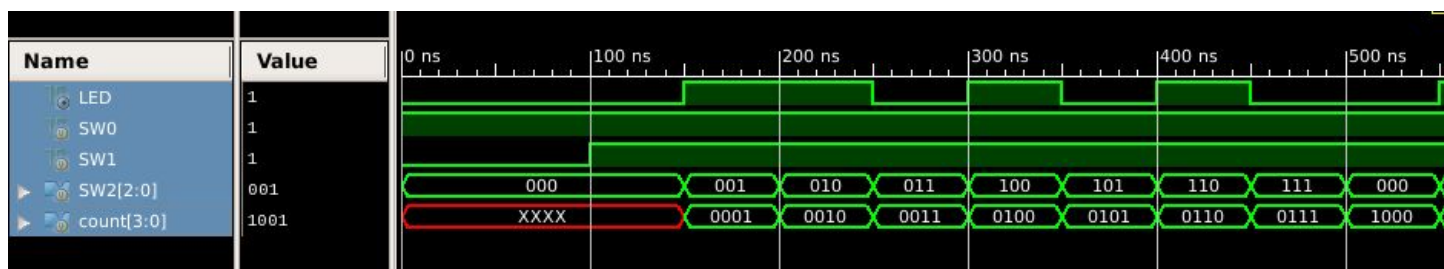 Name Value 0 ns 100 ns 200 ns 300 ns 400 ns 500 ns
LED 1
SW0 1
SW1 1
SW2[2:0] 001 000 001 010 011 100 101 110 111 000
count[3:0] 1001 XXXX 0001 0010 0011 0100 0101 0110 0111 1000